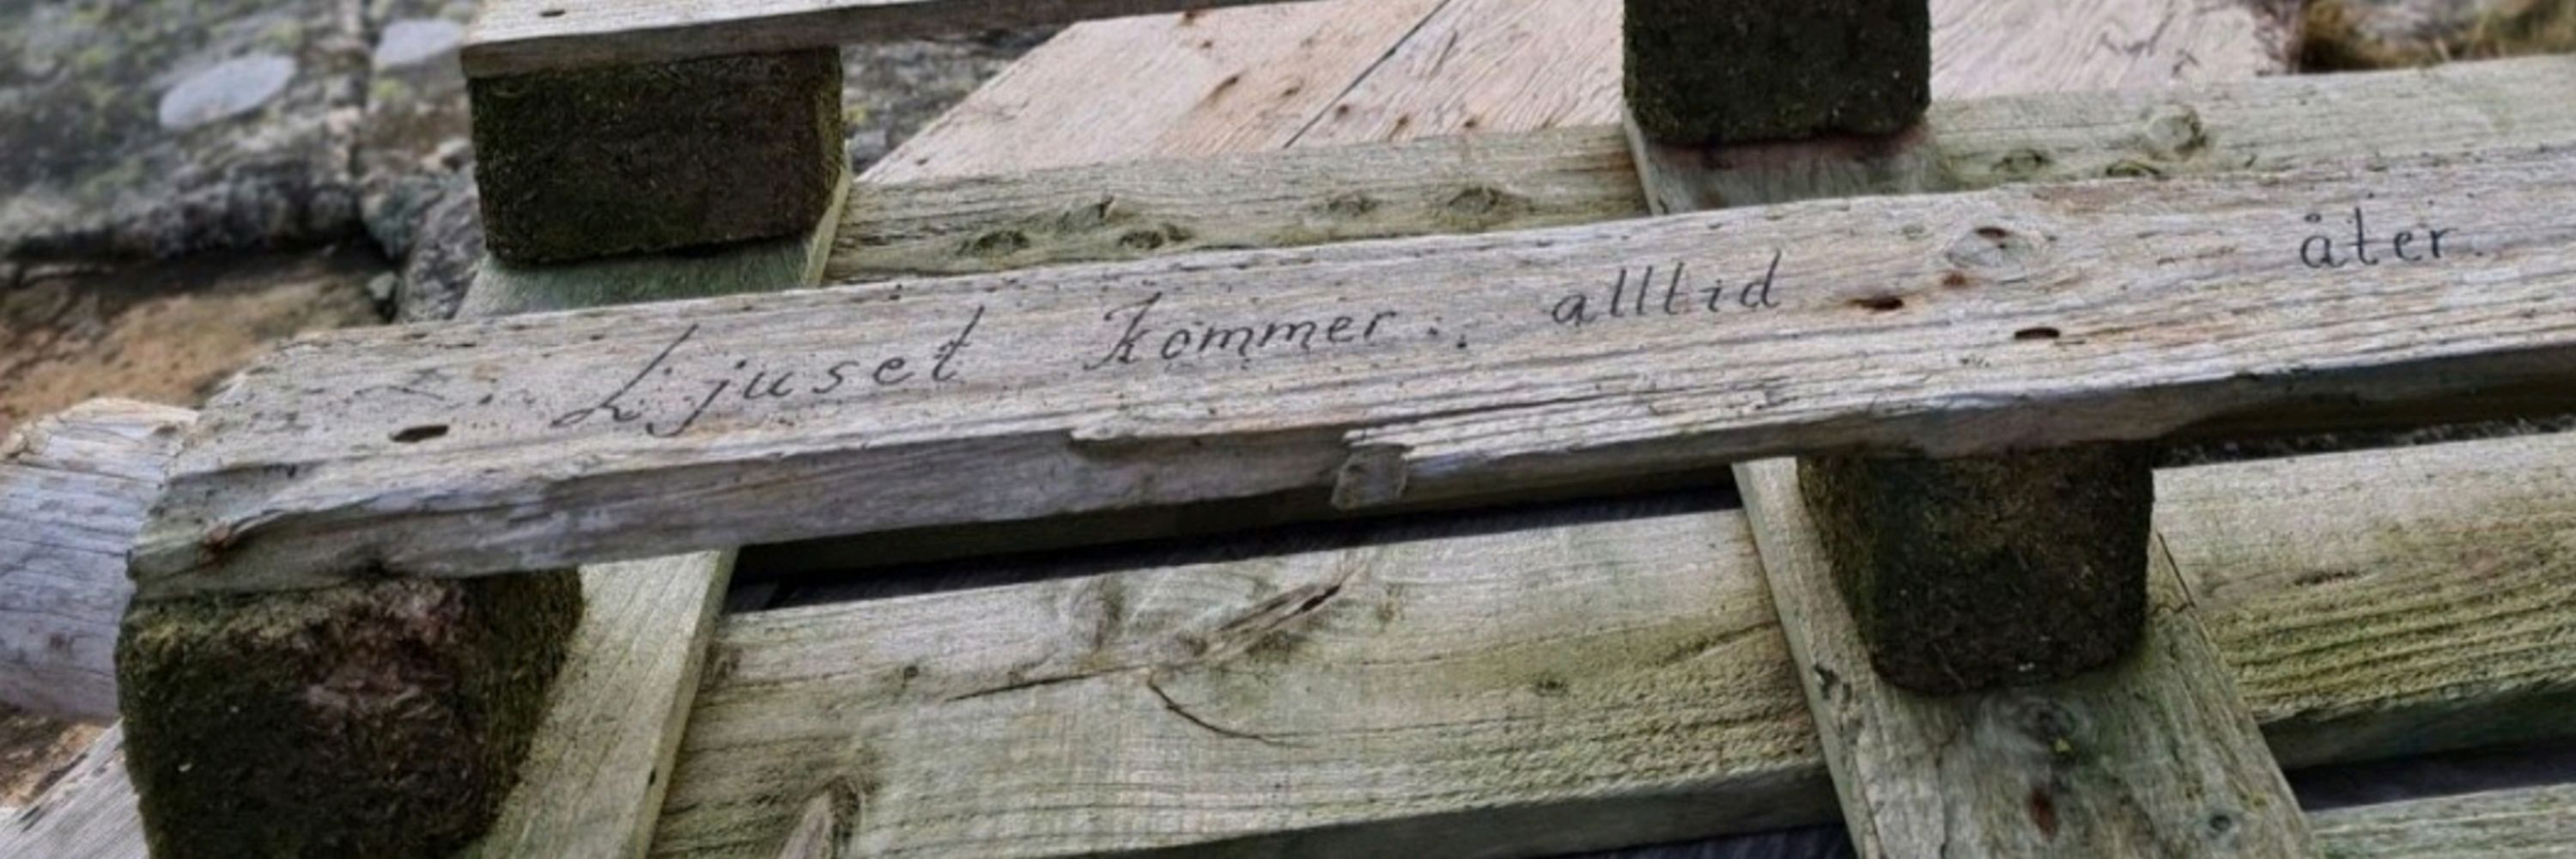 Ljuset kommer alltid åter.